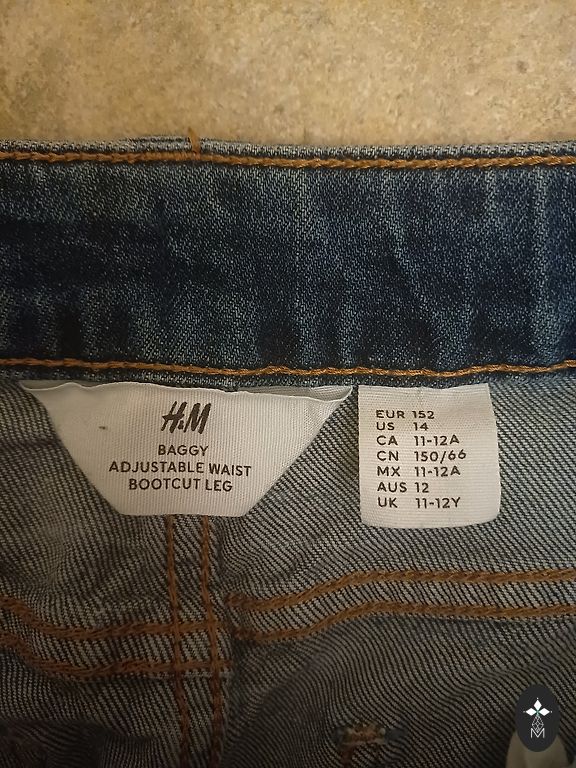 H&M
BAGGY
ADJUSTABLE WAIST
BOOTCUT LEG
EUR 152
US 14
CA 11-12A
CN 150/66
MX 11-12A
AUS 12
UK 11-12Y
M